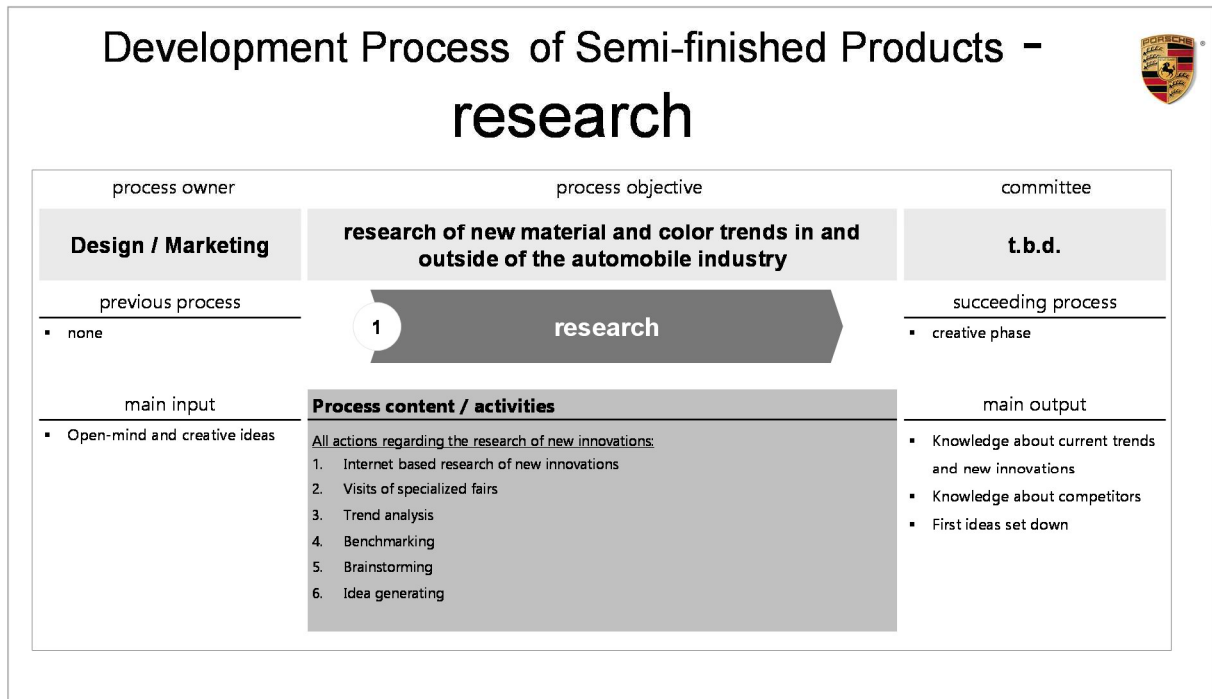 Development Process of Semi-finished Products -
research
PORSCHE
®
process owner
process objective
committee
Design / Marketing
research of new material and color trends in and
outside of the automobile industry
t.b.d.
previous process
▪ none
1
research
succeeding process
▪ creative phase
main input
▪ Open-mind and creative ideas
Process content / activities
All actions regarding the research of new innovations:
1. Internet based research of new innovations
2. Visits of specialized fairs
3. Trend analysis
4. Benchmarking
5. Brainstorming
6. Idea generating
main output
▪ Knowledge about current trends
and new innovations
▪ Knowledge about competitors
▪ First ideas set down